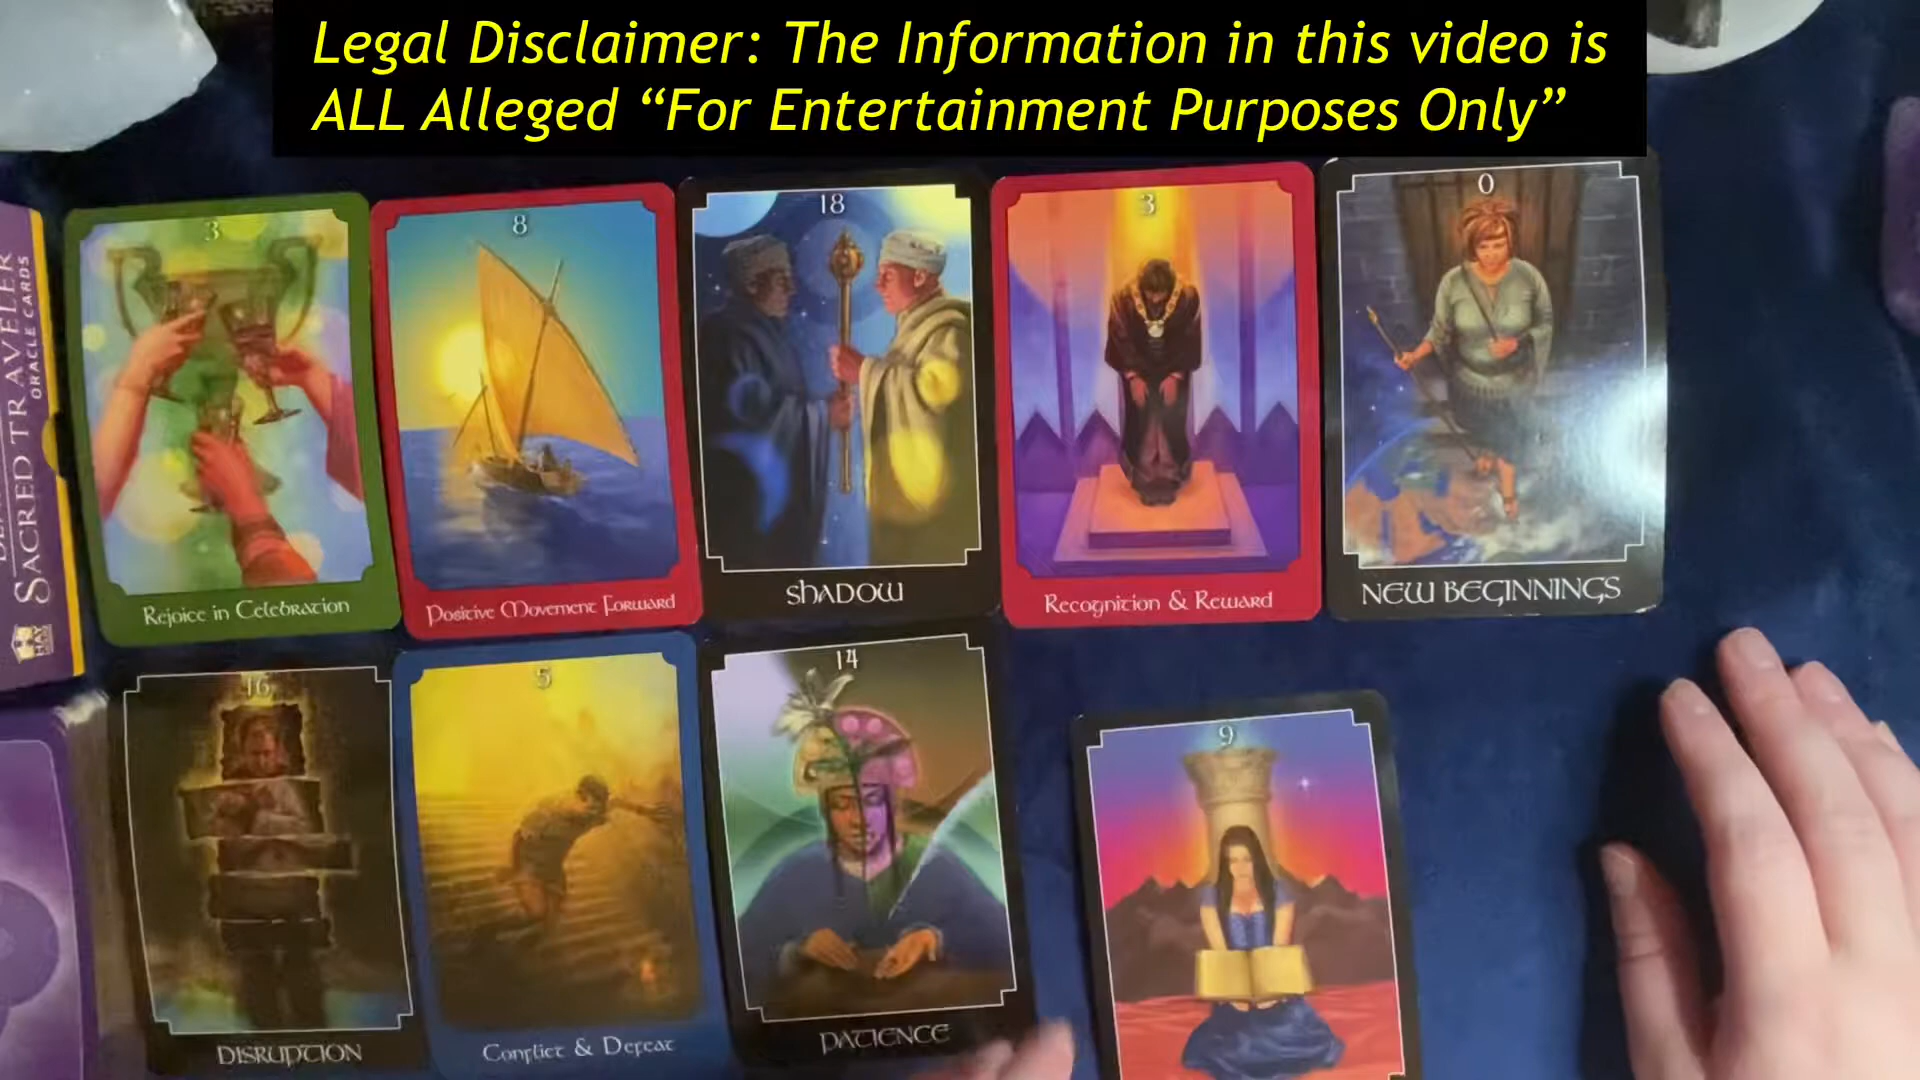 Legal Disclaimer: The Information in this video is
ALL Alleged “For Entertainment Purposes Only”
3
8
18
3
0
SACRED TRAVELER
ORACLE CARDS
HAY
Rejoice in Celebration
Positive Movement Forward
SHADOW
Recognition & Reward
NEW BEGINNINGS
16
5
14
9
DISRUPTION
Conflict & Defeat
PATIENCE